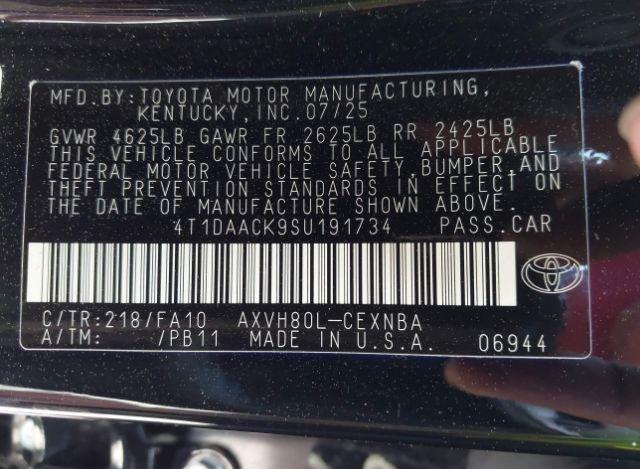 MFD.BY:TOYOTA MOTOR MANUFACTURING,
KENTUCKY,INC.07/25
GVWR 4625LB GAWR FR 2625LB RR 2425LB
THIS VEHICLE CONFORMS TO ALL APPLICABLE
FEDERAL MOTOR VEHICLE SAFETY,BUMPER,AND
THEFT PREVENTION STANDARDS IN EFFECT ON
THE DATE OF MANUFACTURE SHOWN ABOVE.
4T1DAACK9SU191734 PASS.CAR
C/TR:218/FA10 AXVH80L-CEXNBA
A/TM: /PB11 MADE IN U.S.A. 06944